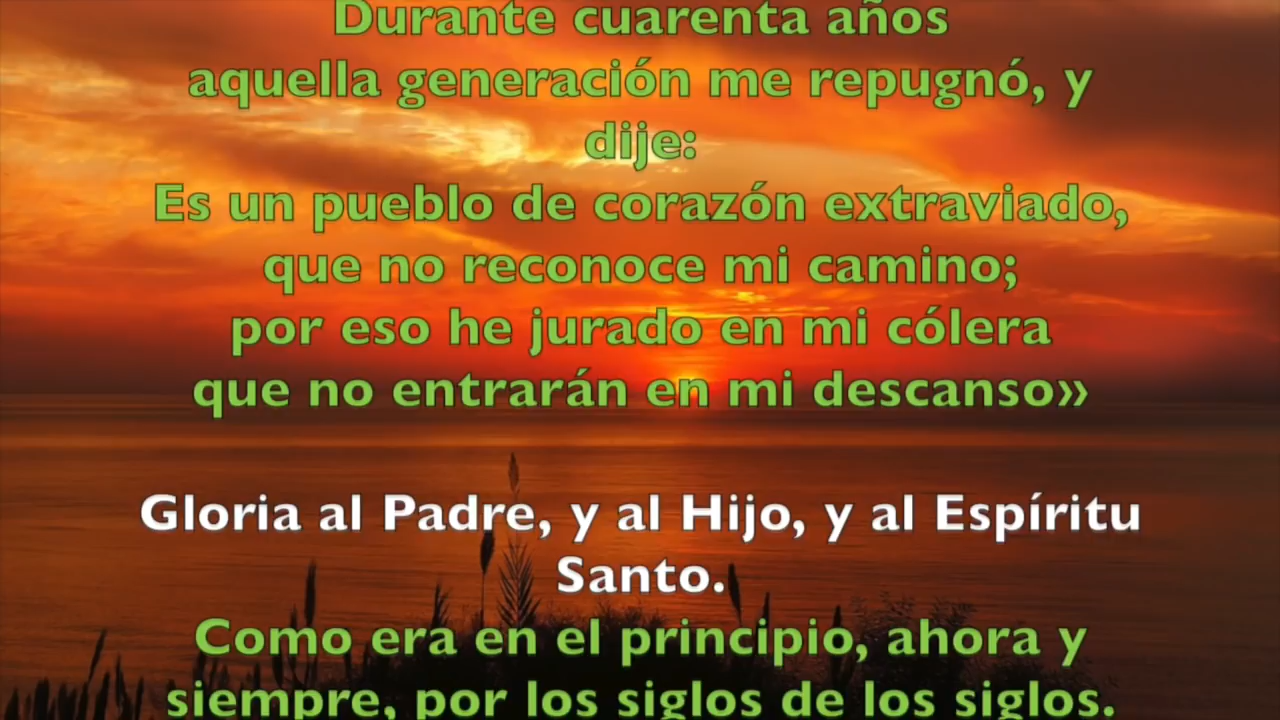 Durante cuarenta años
aquella generación me repugnó, y
dije:
Es un pueblo de corazón extraviado,
que no reconoce mi camino;
por eso he jurado en mi cólera
que no entrarán en mi descanso»
Gloria al Padre, y al Hijo, y al Espíritu
Santo.
Como era en el principio, ahora y
siempre, por los siglos de los siglos.